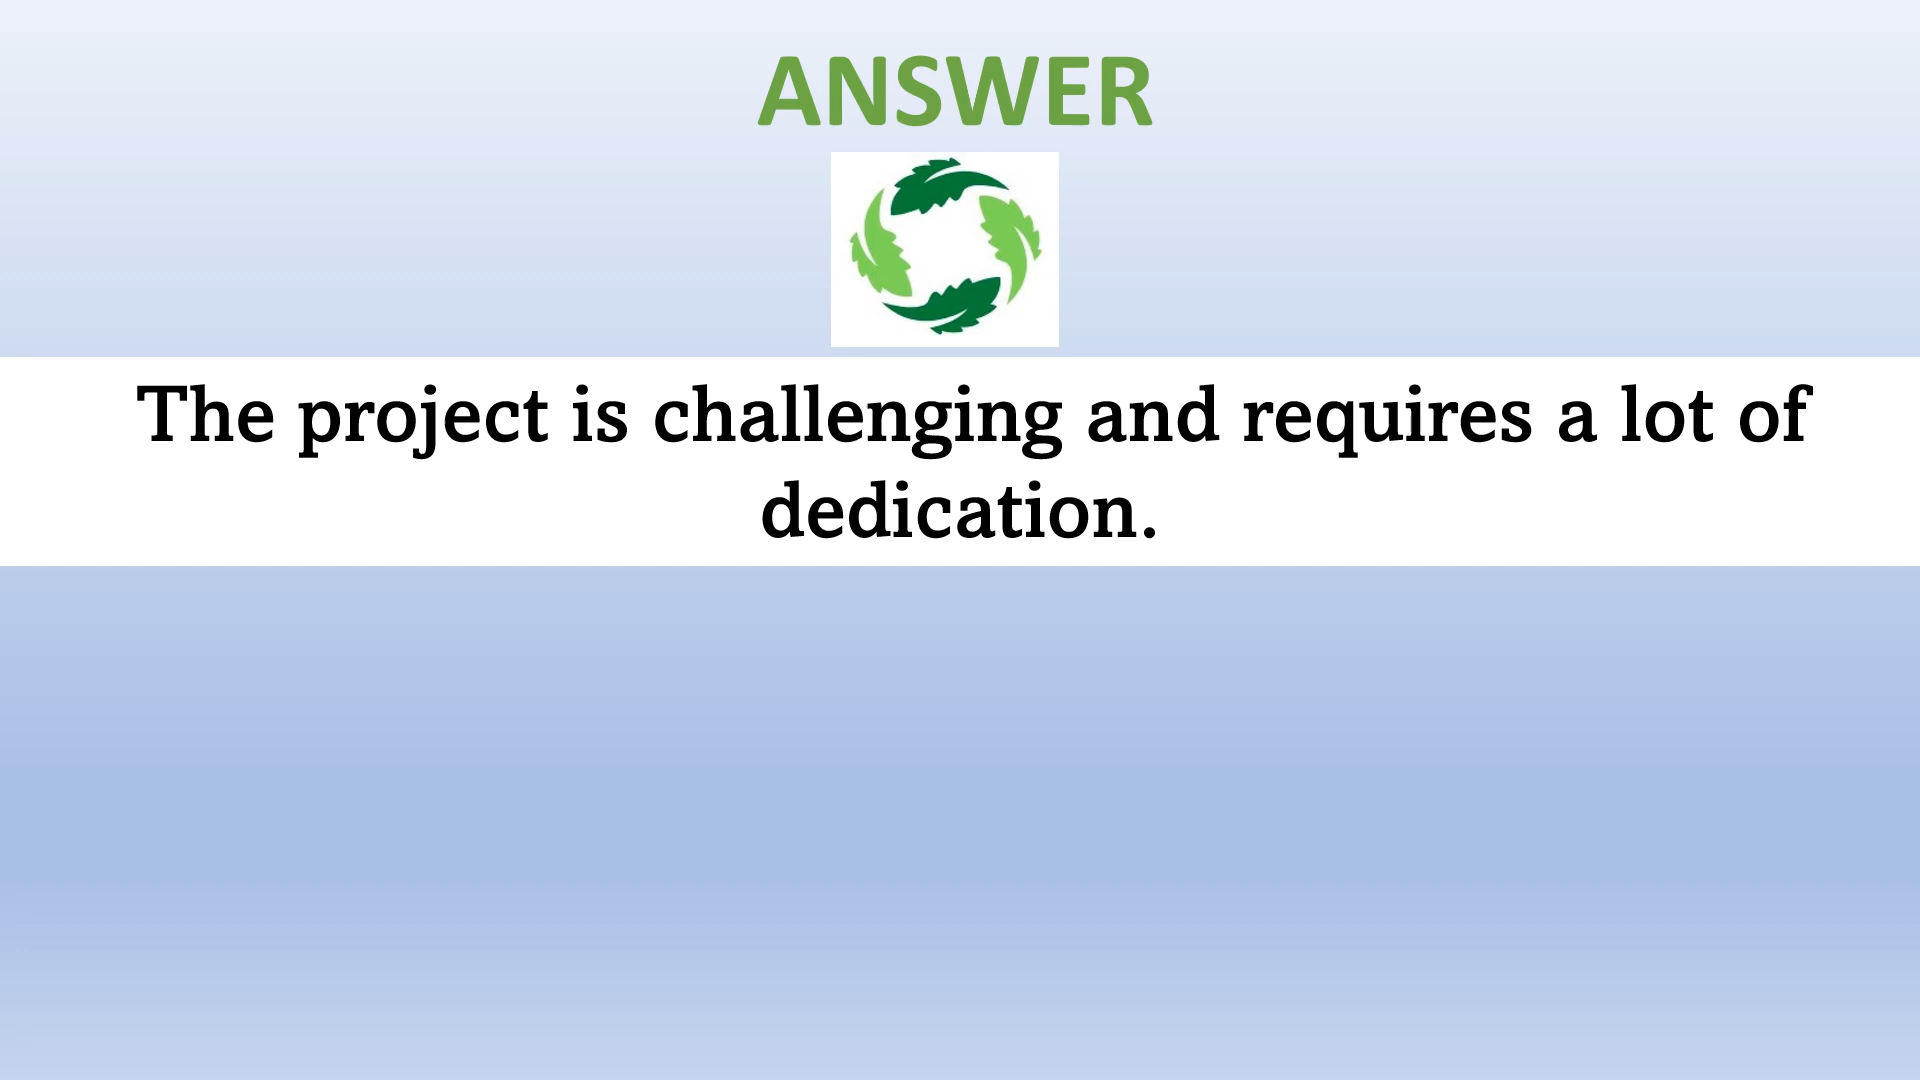 ANSWER
The project is challenging and requires a lot of
dedication.